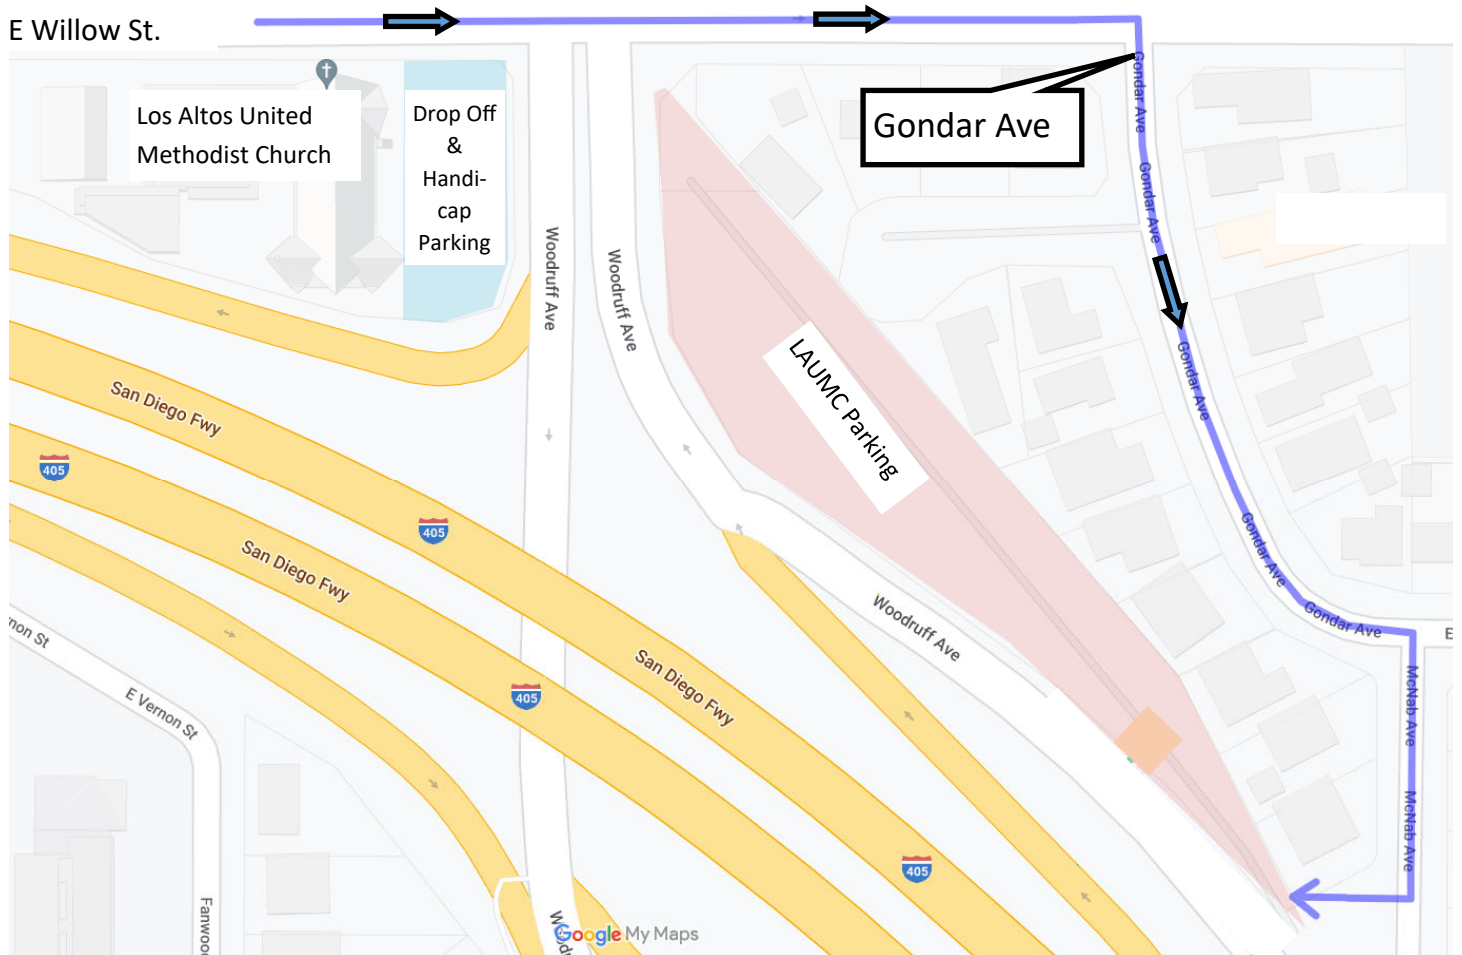 E Willow St.
Los Altos United
Methodist Church
Drop Off
&
Handi-
cap
Parking
Gondar Ave
Gondar Ave
Gondar Ave
Gondar Ave
Gondar Ave
Gondar Ave
Woodruff Ave
Woodruff Ave
LAUMC Parking
San Diego Fwy
405
405
San Diego Fwy
Woodruff Ave
E
McNab Ave
San Diego Fwy
405
E Vernon St
McNab Ave
405
Google My Maps